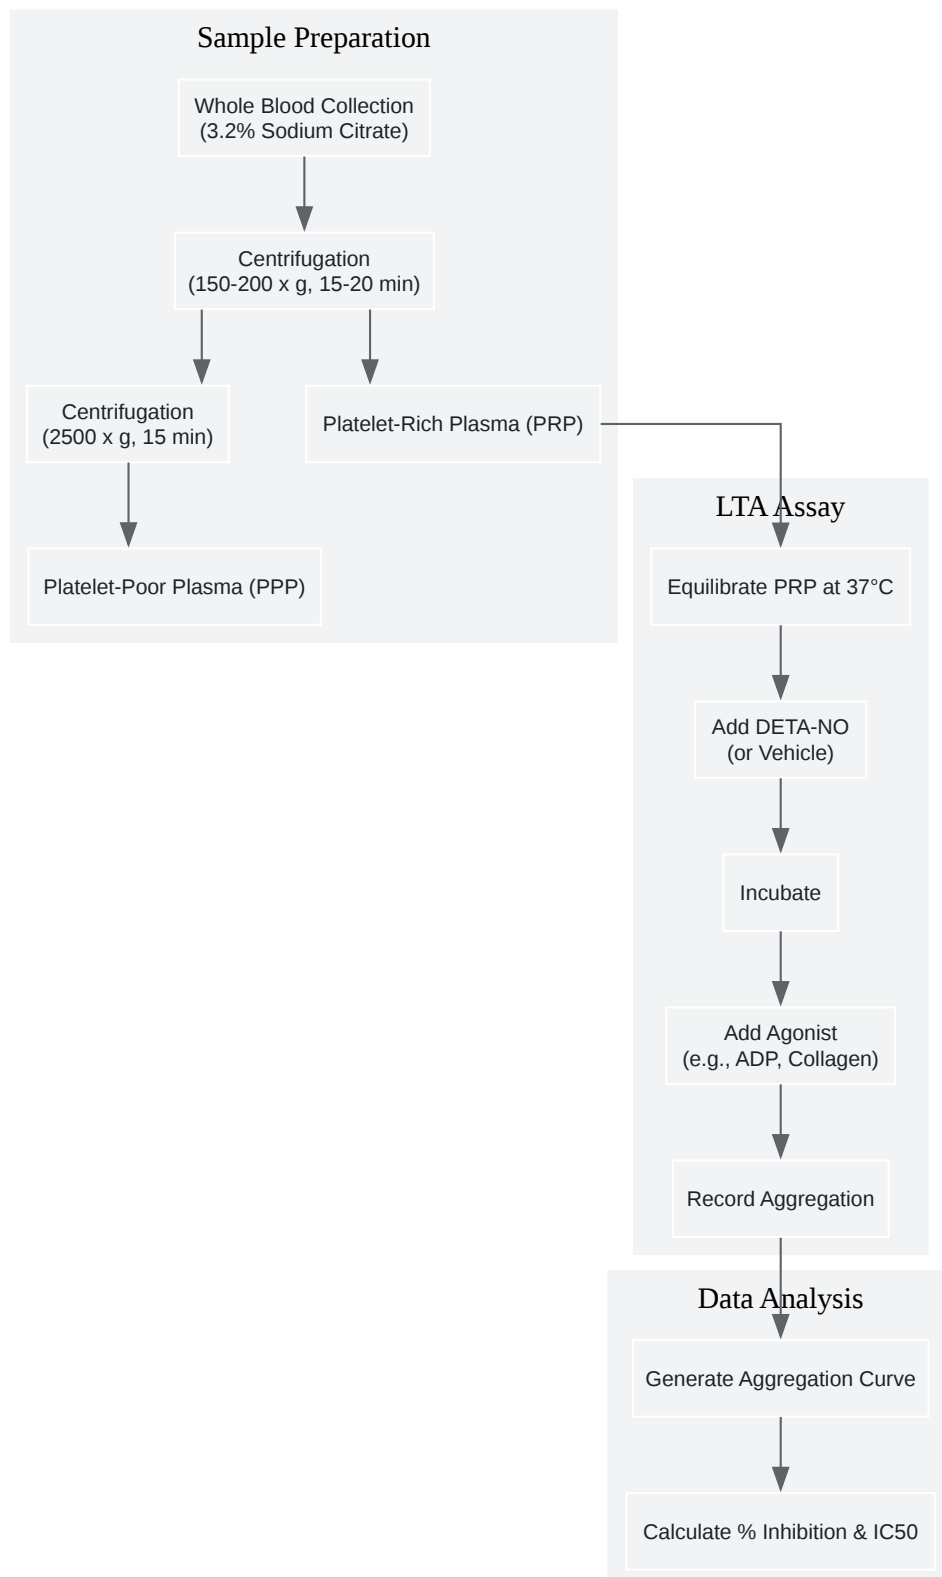 Sample Preparation
Whole Blood Collection
(3.2% Sodium Citrate)
Centrifugation
(150-200 x g, 15-20 min)
Centrifugation
(2500 x g, 15 min)
Platelet-Rich Plasma (PRP)
Platelet-Poor Plasma (PPP)
LTA Assay
Equilibrate PRP at 37°C
Add DETA-NO
(or Vehicle)
Incubate
Add Agonist
(e.g., ADP, Collagen)
Record Aggregation
Data Analysis
Generate Aggregation Curve
Calculate % Inhibition & IC50